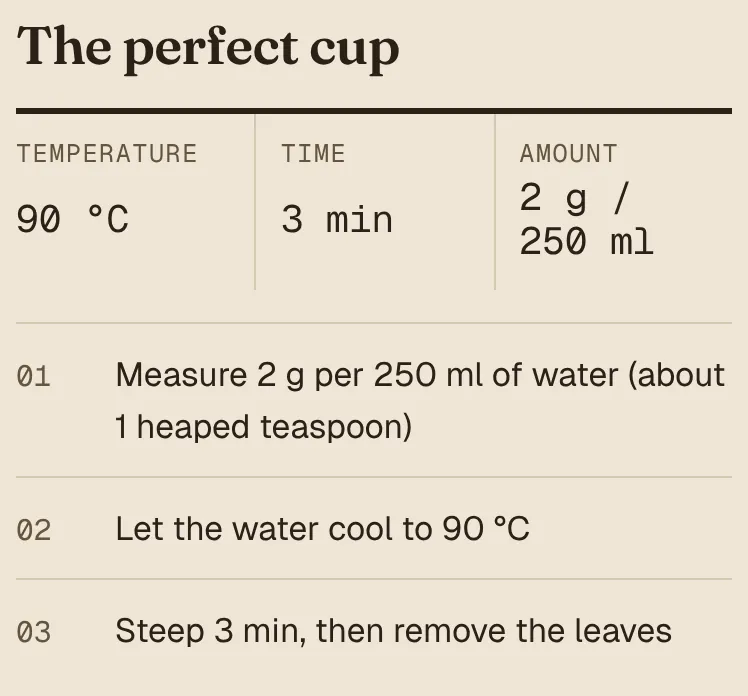 The perfect cup
TEMPERATURE
90 °C
TIME
3 min
AMOUNT
2 g /
250 ml
01
Measure 2 g per 250 ml of water (about
1 heaped teaspoon)
02
Let the water cool to 90 °C
03
Steep 3 min, then remove the leaves